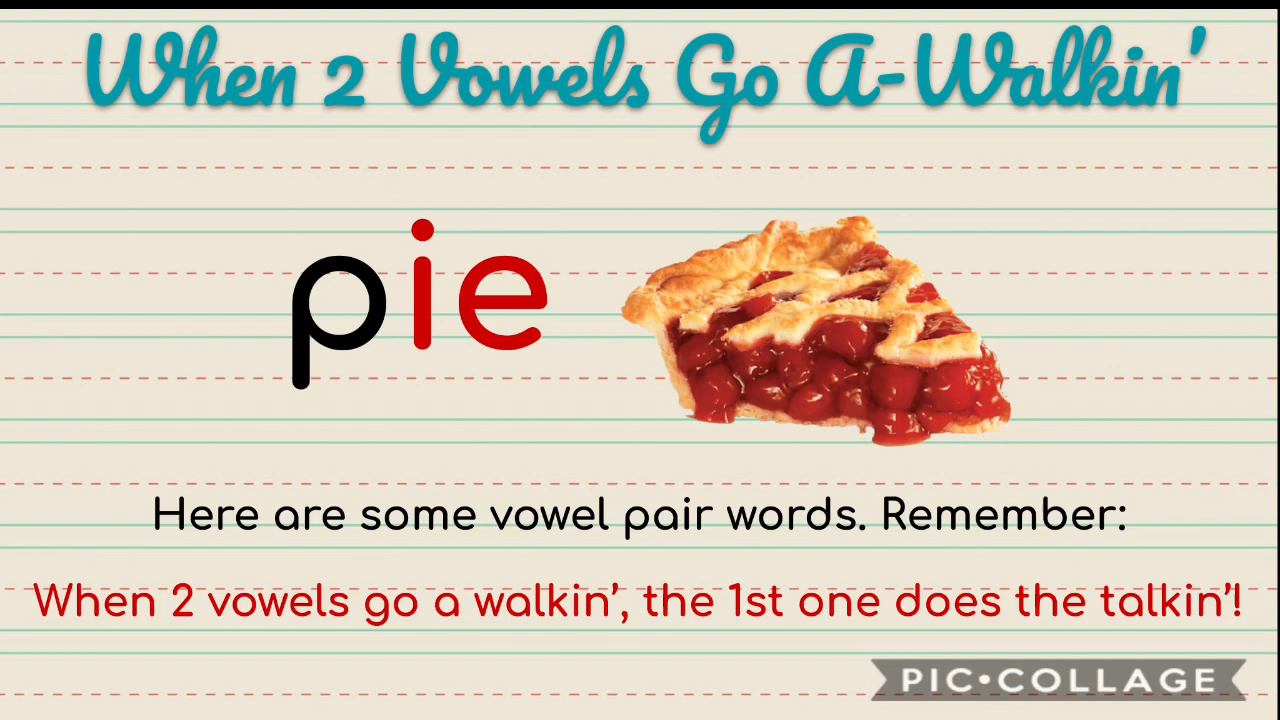 When 2 Vowels Go A-Walkin’
pie
Here are some vowel pair words. Remember:
When 2 vowels go a walkin’, the 1st one does the talkin’!
PIC•COLLAGE